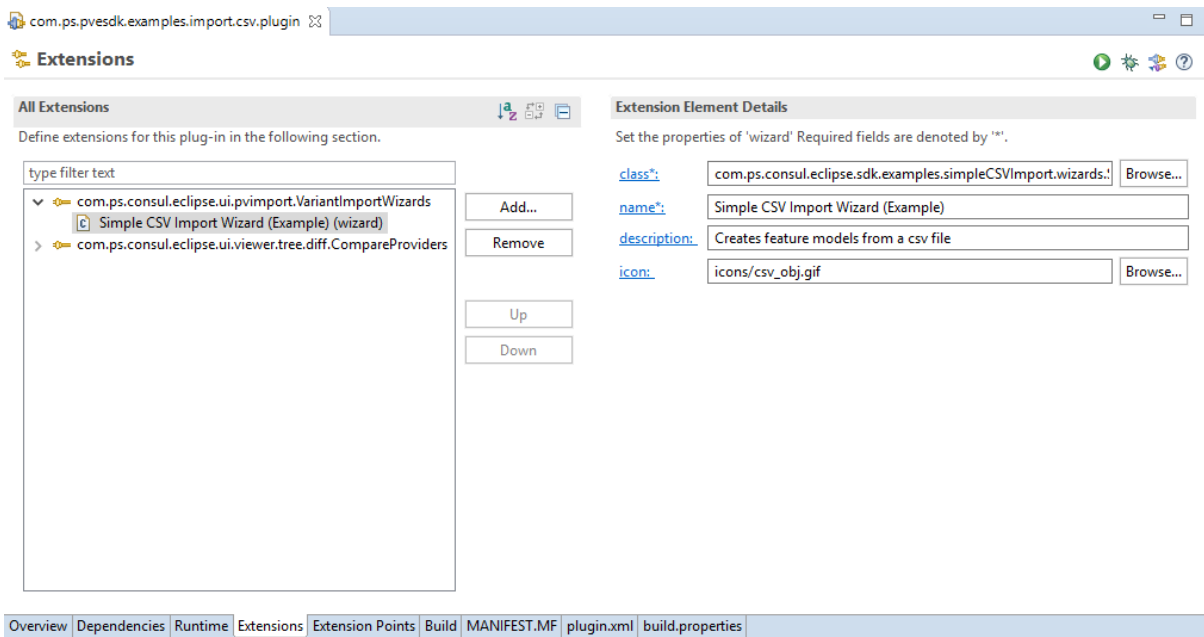 com.ps.pvesdk.examples.import.csv.plugin
Extensions
All Extensions
Define extensions for this plug-in in the following section.
type filter text
com.ps.consul.eclipse.ui.pvimport.VariantImportWizards
Simple CSV Import Wizard (Example) (wizard)
com.ps.consul.eclipse.ui.viewer.tree.diff.CompareProviders
Add...
Remove
Up
Down
Extension Element Details
Set the properties of 'wizard' Required fields are denoted by '*'.
class*: com.ps.consul.eclipse.sdk.examples.simpleCSVImport.wizards. Browse...
name*: Simple CSV Import Wizard (Example)
description: Creates feature models from a csv file
icon: icons/csv_obj.gif Browse...
Overview Dependencies Runtime Extensions Extension Points Build MANIFEST.MF plugin.xml build.properties